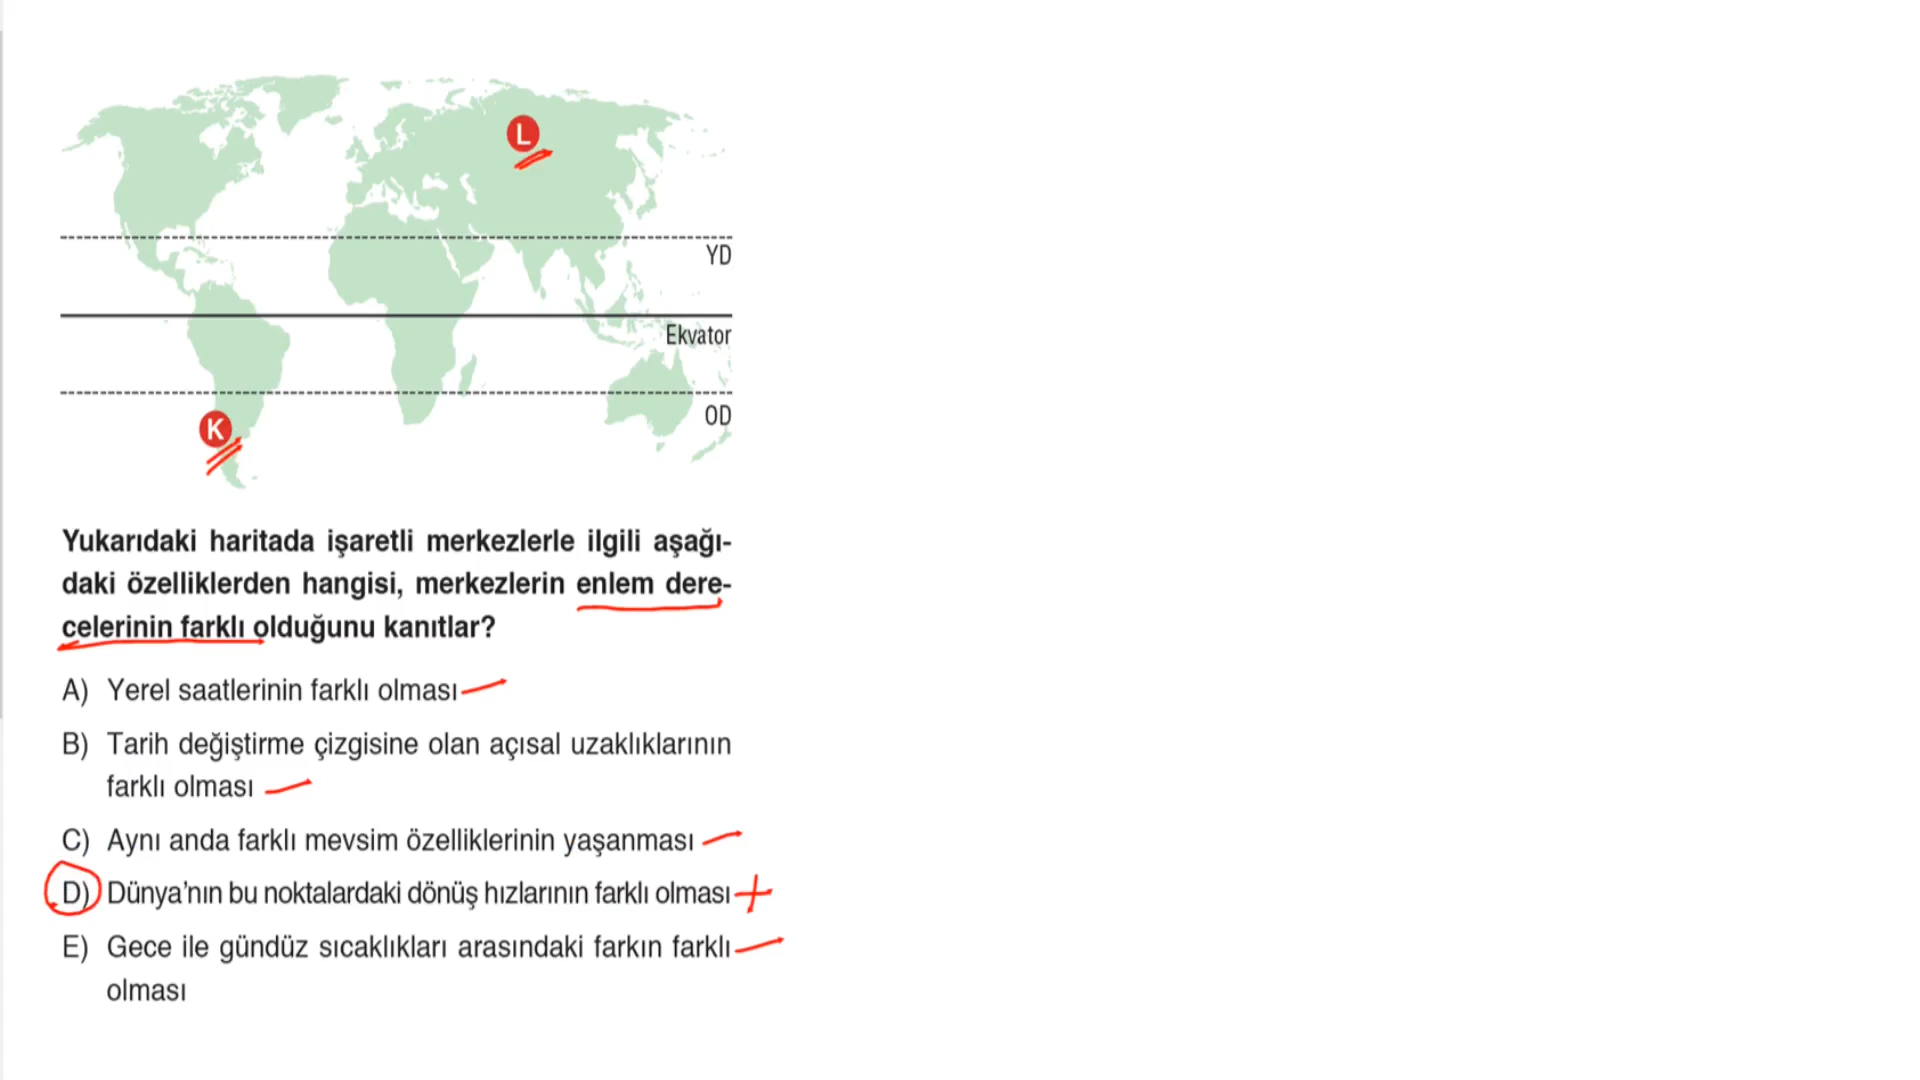 L
YD
Ekvator
OD
K
Yukarıdaki haritada işaretli merkezlerle ilgili aşağı-
daki özelliklerden hangisi, merkezlerin enlem dere-
celerinin farklı olduğunu kanıtlar?
A) Yerel saatlerinin farklı olması
B) Tarih değiştirme çizgisine olan açısal uzaklıklarının
farklı olması
C) Aynı anda farklı mevsim özelliklerinin yaşanması
D) Dünya'nın bu noktalardaki dönüş hızlarının farklı olması
E) Gece ile gündüz sıcaklıkları arasındaki farkın farklı
olması